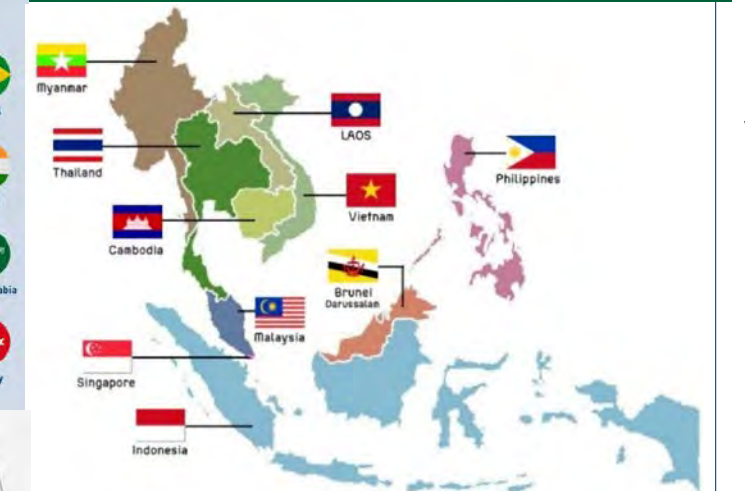 Myanmar
LAOS
Thailand
Philippines
Vietnam
Cambodia
Brunei
Darussalam
Malaysia
Singapore
Indonesia